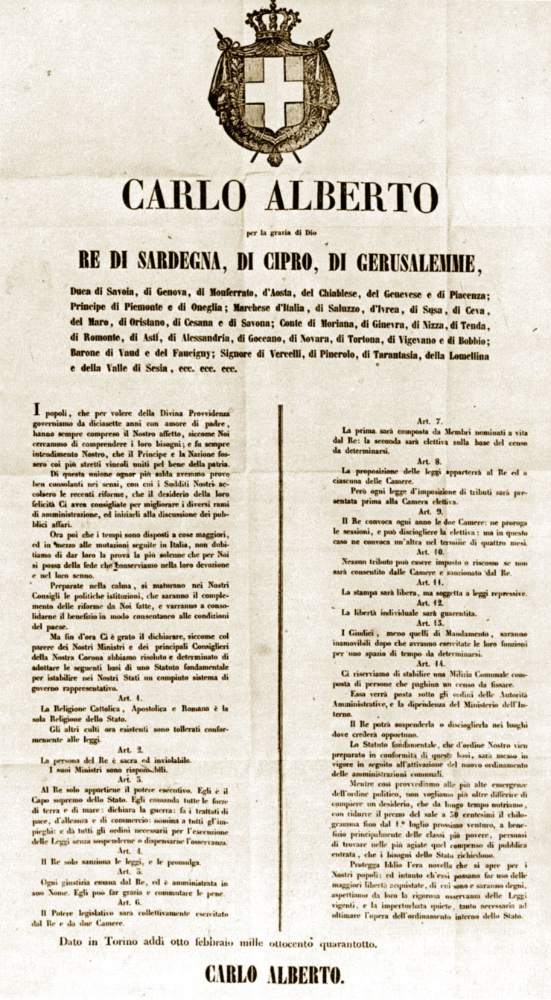 CARLO ALBERTO
per la grazia di Dio
RE DI SARDEGNA, DI CIPRO, DI GERUSALEMME,
Duca di Savoia, di Genova, di Monferrato, d'Aosta, del Chiablese, del Genevese e di Piacenza;
Principe di Piemonte e di Oneglia; Marchese d'Italia, di Saluzzo, d'Ivrea, di Susa, di Ceva,
del Maro, di Oristano, di Cesana e di Savona; Conte di Moriana, di Ginevra, di Nizza, di Tenda,
di Romonte, di Asti, di Alessandria, di Goceano, di Novara, di Tortona, di Vigevano e di Bobbio;
Barone di Vaud e del Faucigny; Signore di Vercelli, di Pinerolo, di Tarantasia, della Lomellina
e della Valle di Sesia, ecc. ecc. ecc.
I popoli, che per volere della Divina Provvidenza
governiamo da diciasette anni con amore di padre,
hanno sempre compreso il Nostro affetto, siccome Noi
cercammo di comprendere i loro bisogni; e fu sempre
intendimento Nostro, che il Principe e la Nazione fos-
sero coi più stretti vincoli uniti pel bene della patria.
Di questa unione ognor più salda avemmo prove
ben consolanti nei sensi, con cui i Sudditi Nostri ac-
colsero le recenti riforme, che il desiderio della loro
felicità Ci avea consigliate per migliorare i diversi rami
di amministrazione, ed iniziarli alla discussione dei pub-
blici affari.
Ora poi che i tempi sono disposti a cose maggiori,
ed in mezzo alle mutazioni seguite in Italia, non dubi-
tiamo di dar loro la prova la più solenne che per Noi
si possa della fede che conserviamo nella loro devozione
e nel loro senno.
Preparate nella calma, si maturano nei Nostri
Consigli le politiche istituzioni, che saranno il comple-
mento delle riforme da Noi fatte, e varranno a conso-
lidarne il benefizio in modo consentaneo alle condizioni
del paese.
Ma fin d'ora Ci è grato il dichiarare, siccome col
parere dei Nostri Ministri e dei principali Consiglieri
della Nostra Corona abbiamo risoluto e determinato di
adottare le seguenti basi di uno Statuto fondamentale
per istabilire nei Nostri Stati un compiuto sistema di
governo rappresentativo.
Art. 1.
La Religione Cattolica, Apostolica e Romana è la
sola Religione dello Stato.
Gli altri culti ora esistenti sono tollerati confor-
memente alle leggi.
Art. 2.
La persona del Re è sacra ed inviolabile.
I suoi Ministri sono risponsabili.
Art. 3.
Al Re solo appartiene il potere esecutivo. Egli è il
Capo supremo dello Stato. Egli comanda tutte le forze
di terra e di mare: dichiara la guerra: fa i trattati di
pace, d'alleanza e di commercio: nomina a tutti gl'im-
pieghi: e dà tutti gli ordini necessarii per l'esecuzione
delle Leggi senza sospenderne o dispensarne l'osservanza.
Art. 4.
Il Re solo sanziona le leggi, e le promulga.
Art. 5.
Ogni giustizia emana dal Re, ed è amministrata in
suo Nome. Egli può far grazia e commutare le pene.
Art. 6.
Il Potere legislativo sarà collettivamente esercitato
dal Re e da due Camere.
Art. 7.
La prima sarà composta da Membri nominati a vita
dal Re: la seconda sarà elettiva sulla base del censo
da determinarsi.
Art. 8.
La proposizione delle leggi apparterrà al Re ed a
ciascuna delle Camere.
Però ogni legge d'imposizione di tributi sarà pre-
sentata prima alla Camera elettiva.
Art. 9.
Il Re convoca ogni anno le due Camere: ne proroga
le sessioni, e può disciogliere la elettiva: ma in questo
caso ne convoca un'altra nel termine di quattro mesi.
Art. 10.
Nessun tributo può essere imposto o riscosso se non
sarà consentito dalle Camere e sanzionato dal Re.
Art. 11.
La stampa sarà libera, ma soggetta a leggi repressive.
Art. 12.
La libertà individuale sarà guarentita.
Art. 13.
I Giudici, meno quelli di Mandamento, saranno
inamovibili dopo che avranno esercitate le loro funzioni
per uno spazio di tempo da determinarsi.
Art. 14.
Ci riserviamo di stabilire una Milizia Comunale com-
posta di persone che paghino un censo da fissare.
Essa verrà posta sotto gli ordini delle Autorità
Amministrative, e la dipendenza del Ministero dell'In-
terno.
Il Re potrà sospenderla o discioglierla nei luoghi
dove crederà opportuno.
Lo Statuto fondamentale, che d'ordine Nostro vien
preparato in conformità di queste basi, sarà messo in
vigore in seguito all'attivazione del nuovo ordinamento
delle amministrazioni comunali.
Mentre così provvediamo alle più alte emergenze
dell'ordine politico, non vogliamo più oltre differire di
compiere un desiderio, che da lungo tempo nutriamo,
con ridurre il prezzo del sale a 30 centesimi il chilo-
gramma fino dal 1.º luglio prossimo venturo, a bene-
fizio principalmente delle classi più povere, persuasi
di trovare nelle più agiate quel compenso di pubblica
entrata, che i bisogni dello Stato richiedono.
Protegga Iddio l'era novella che si apre per i
Nostri popoli; ed intanto ch'essi possano far uso delle
maggiori libertà acquistate, di cui sono e saranno degni,
aspettiamo da loro la rigorosa osservanza delle Leggi
vigenti, e la imperturbata quiete, tanto necessaria ad
ultimare l'opera dell'ordinamento interno dello Stato.
Dato in Torino addì otto febbraio mille ottocento quarantotto.
CARLO ALBERTO.